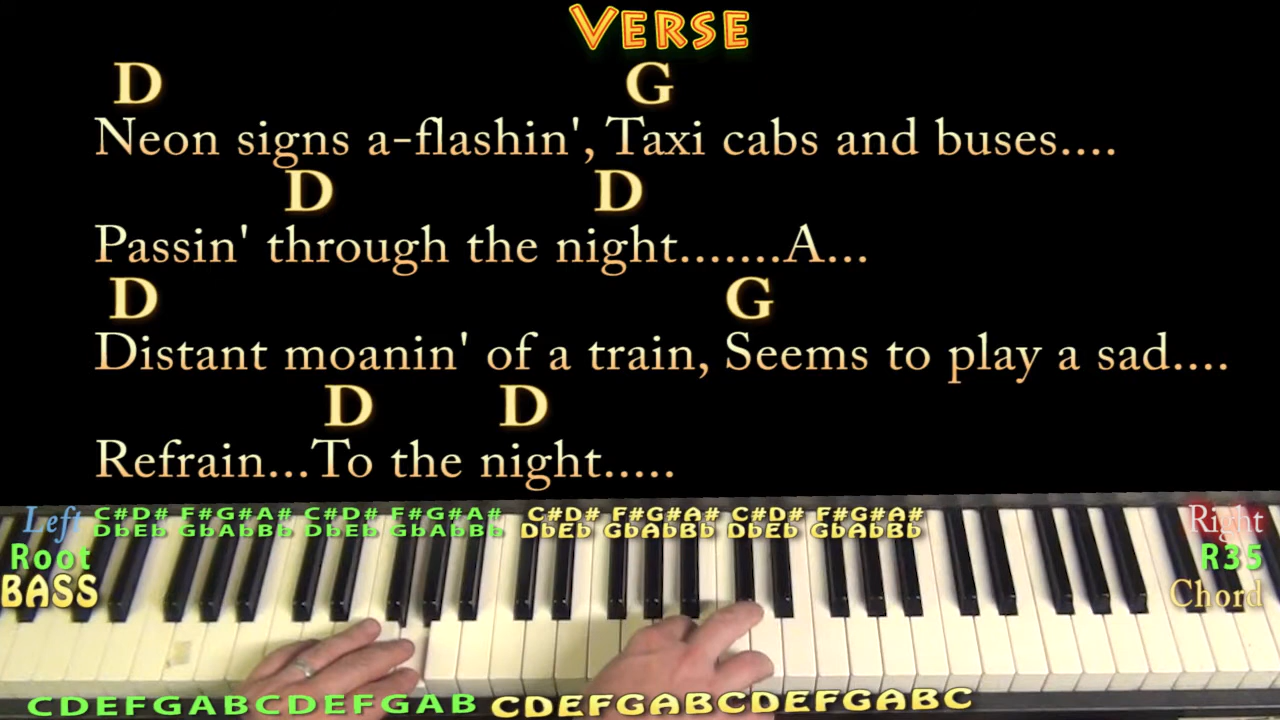 VERSE
D G
Neon signs a-flashin', Taxi cabs and buses....
D D
Passin' through the night.......A...
D G
Distant moanin' of a train, Seems to play a sad....
D D
Refrain...To the night.....
Left C#D# F#G#A# C#D# F#G#A# C#D# F#G#A# C#D# F#G#A# Right
DbEb GbAbBb DbEb GbAbBb DbEb GbAbBb DbEb GbAbBb
Root R35
BASS Chord
CDEFGABCDEFGAB CDEFGABCDEFGABC